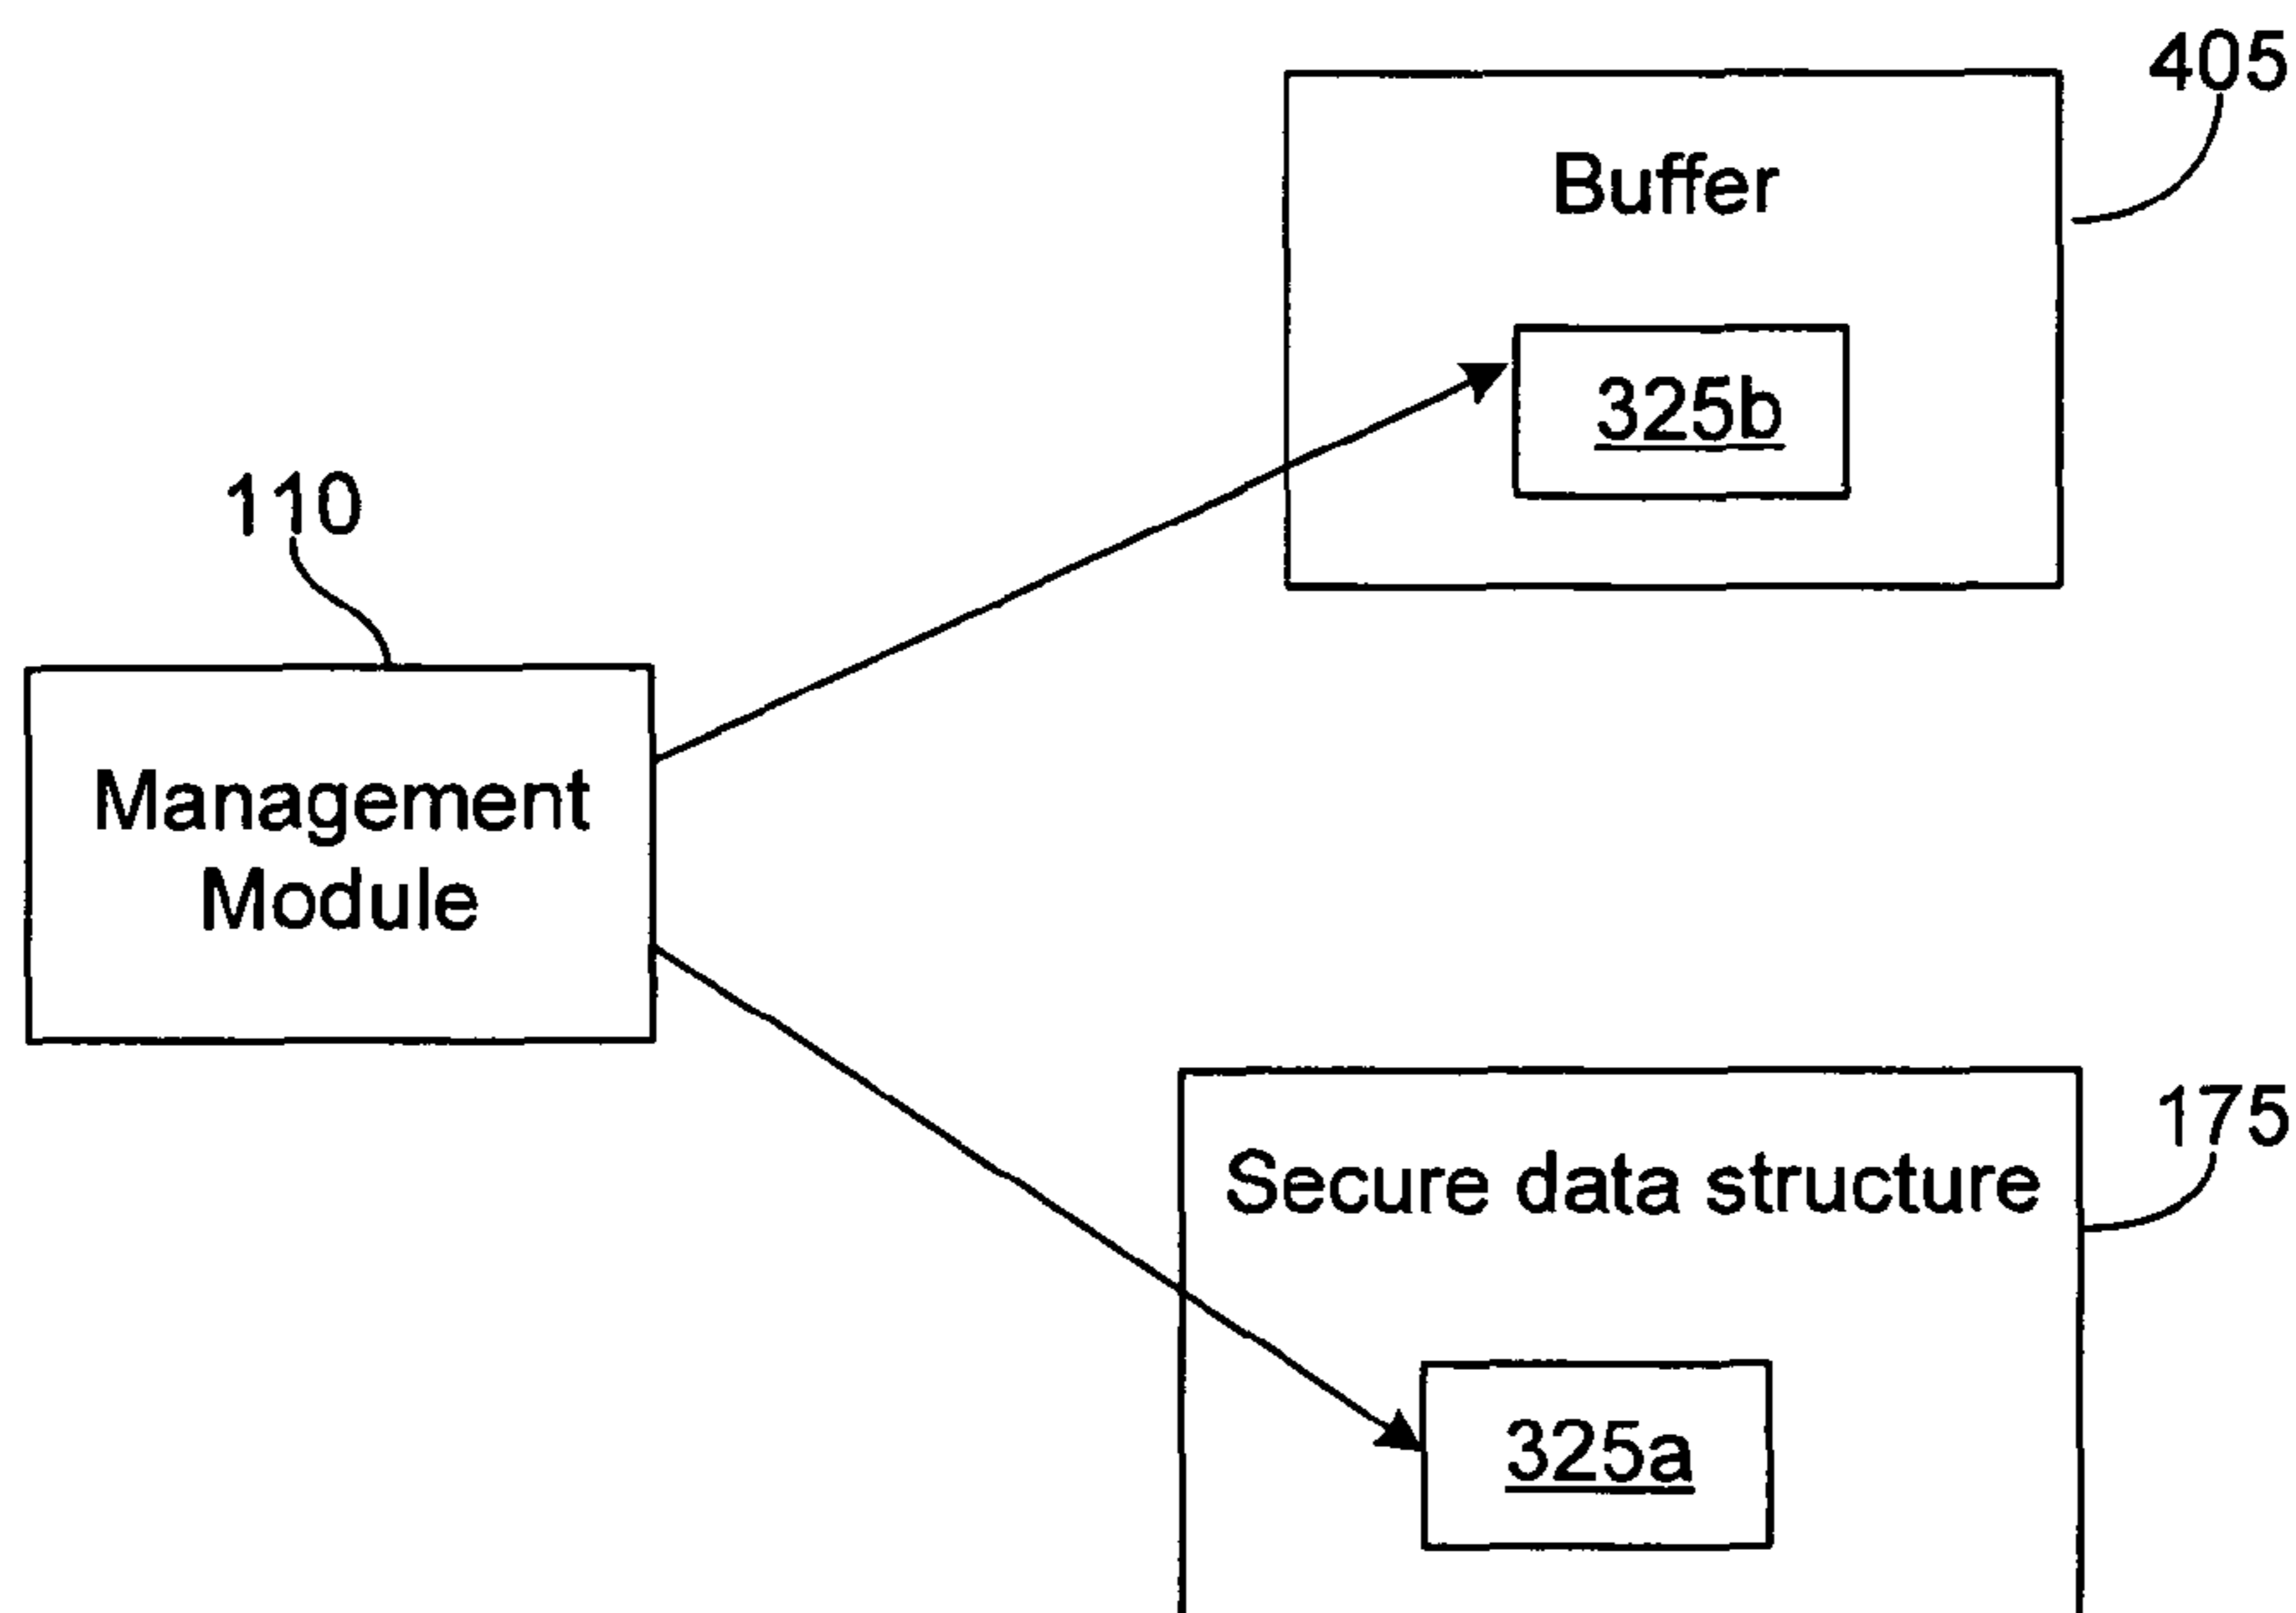 405
Buffer
325b
110
Management
Module
175
Secure data structure
325a